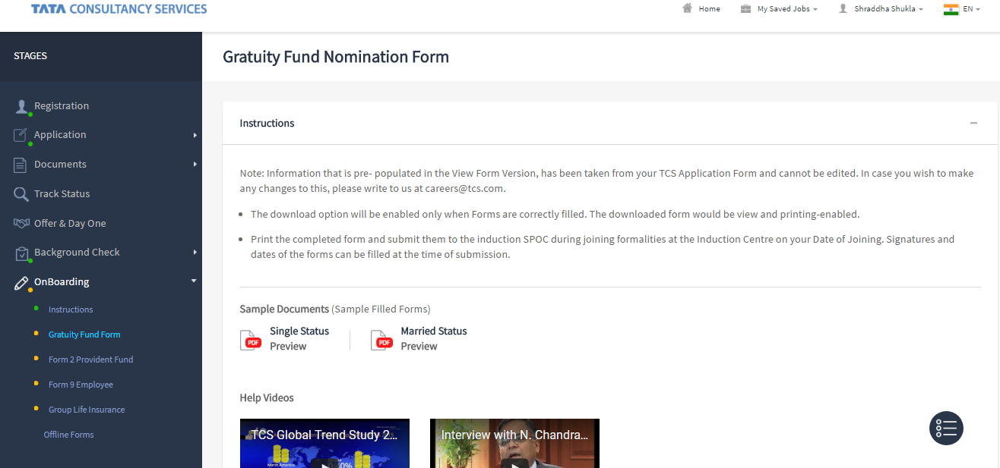 TATA CONSULTANCY SERVICES
Home
My Saved Jobs
Shraddha Shukla
EN
STAGES
Registration
Application
Documents
Track Status
Offer & Day One
Background Check
OnBoarding
Instructions
Gratuity Fund Form
Form 2 Provident Fund
Form 9 Employee
Group Life Insurance
Offline Forms
Gratuity Fund Nomination Form
Instructions
Note: Information that is pre- populated in the View Form Version, has been taken from your TCS Application Form and cannot be edited. In case you wish to make
any changes to this, please write to us at careers@tcs.com.
The download option will be enabled only when Forms are correctly filled. The downloaded form would be view and printing-enabled.
Print the completed form and submit them to the induction SPOC during joining formalities at the Induction Centre on your Date of Joining. Signatures and
dates of the forms can be filled at the time of submission.
Sample Documents (Sample Filled Forms)
PDF
Single Status
Preview
PDF
Married Status
Preview
Help Videos
TCS Global Trend Study 2...
North America
Interview with N. Chandra...